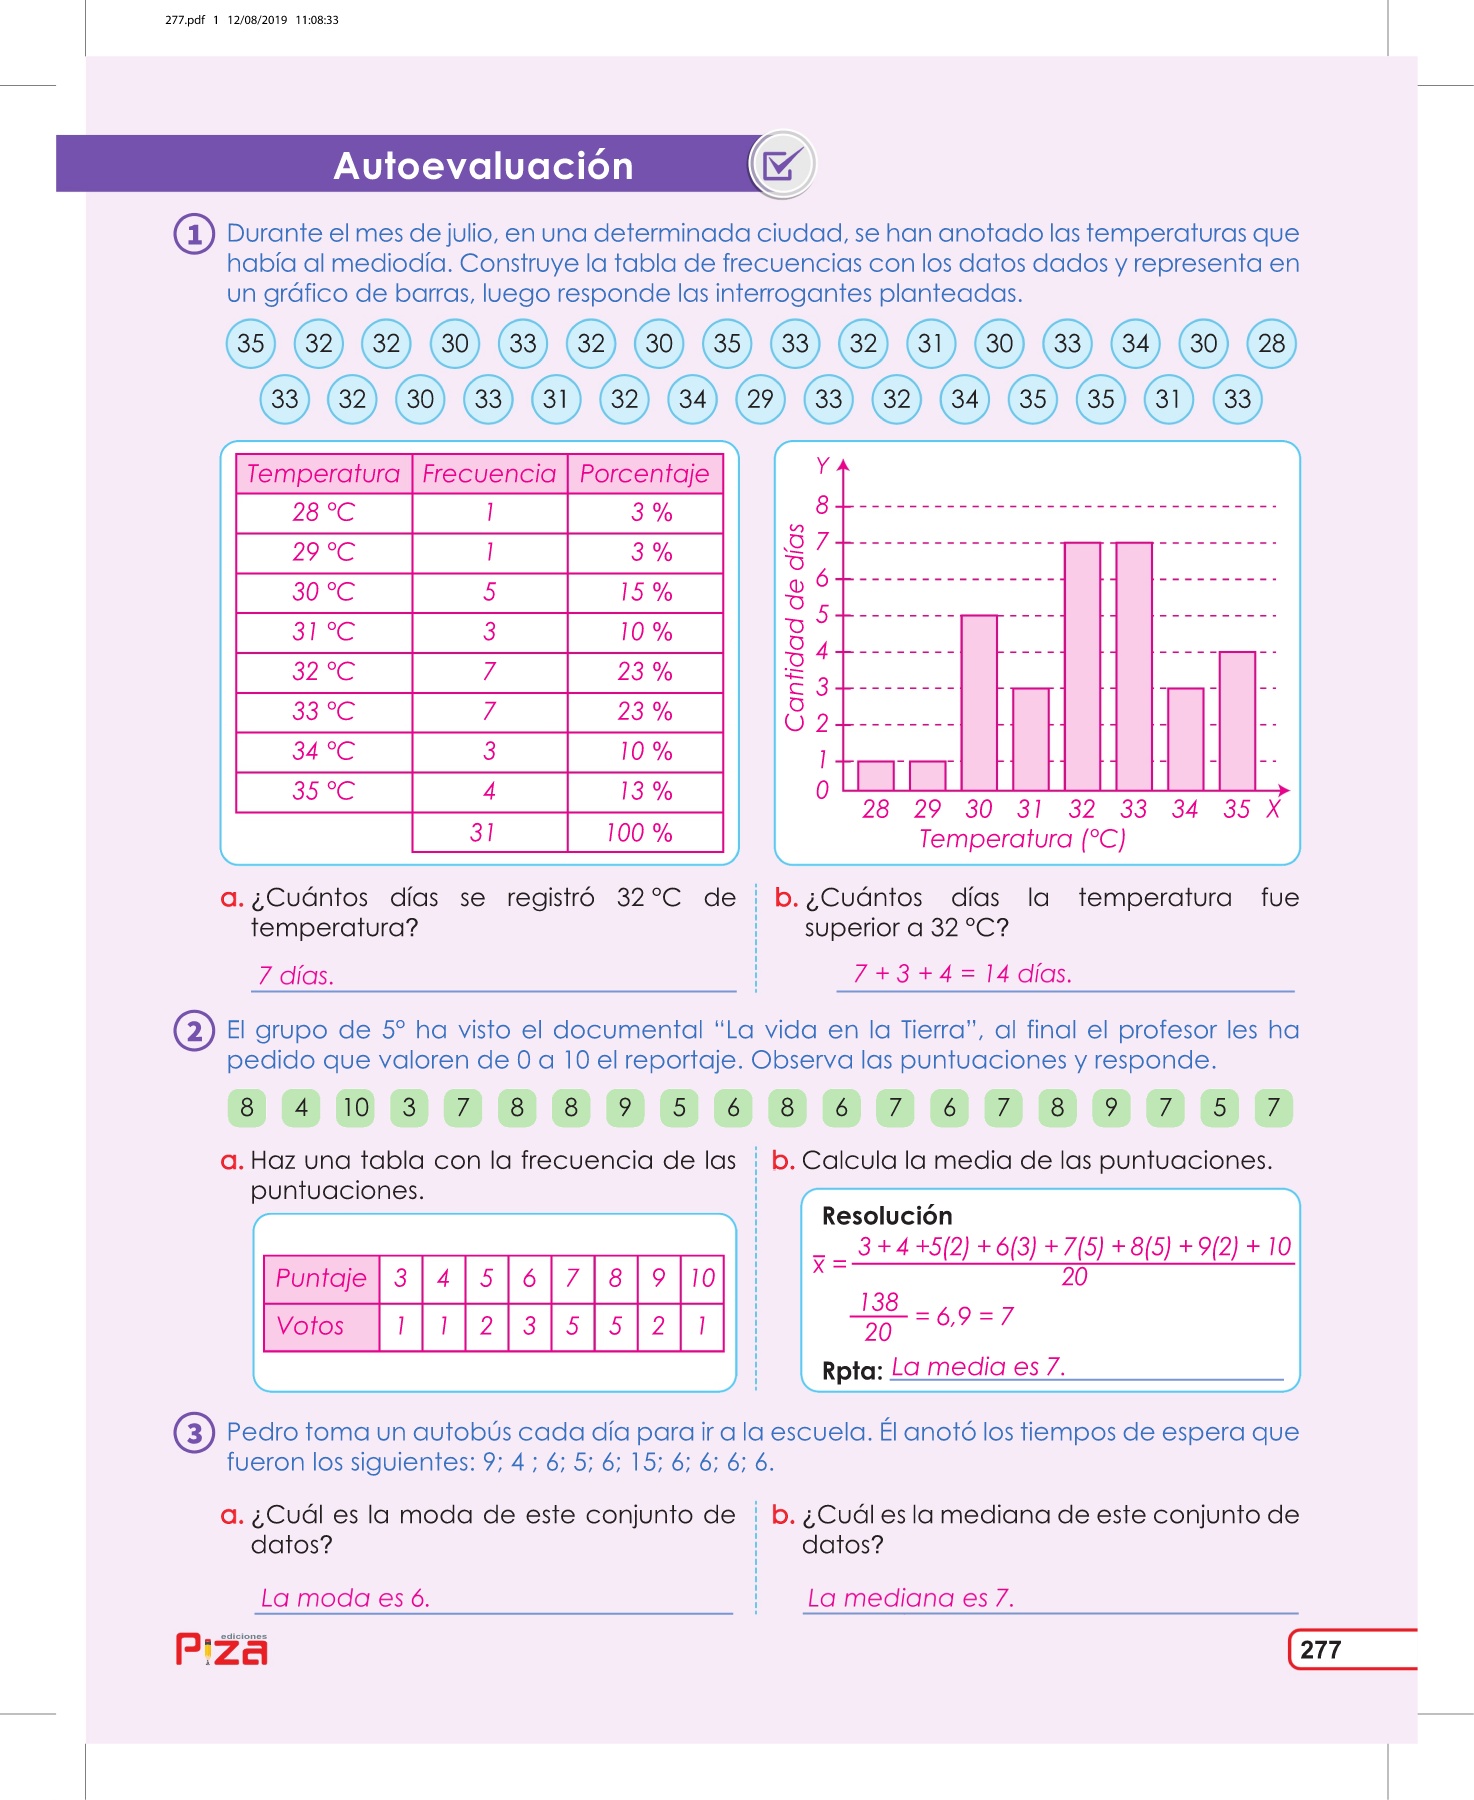 277.pdf 1 12/08/2019 11:08:33
Autoevaluación
1 Durante el mes de julio, en una determinada ciudad, se han anotado las temperaturas que
había al mediodía. Construye la tabla de frecuencias con los datos dados y representa en
un gráfico de barras, luego responde las interrogantes planteadas.
35 32 32 30 33 32 30 35 33 32 31 30 33 34 30 28
33 32 30 33 31 32 34 29 33 32 34 35 35 31 33
Temperatura Frecuencia Porcentaje
28 °C 1 3 %
29 °C 1 3 %
30 °C 5 15 %
31 °C 3 10 %
32 °C 7 23 %
33 °C 7 23 %
34 °C 3 10 %
35 °C 4 13 %
31 100 %
Y
8
7
6
5
4
3
2
1
0
Cantidad de días
28 29 30 31 32 33 34 35 X
Temperatura (°C)
a. ¿Cuántos días se registró 32 °C de
temperatura?
7 días.
b. ¿Cuántos días la temperatura fue
superior a 32 °C?
7 + 3 + 4 = 14 días.
2 El grupo de 5° ha visto el documental “La vida en la Tierra”, al final el profesor les ha
pedido que valoren de 0 a 10 el reportaje. Observa las puntuaciones y responde.
8 4 10 3 7 8 8 9 5 6 8 6 7 6 7 8 9 7 5 7
a. Haz una tabla con la frecuencia de las
puntuaciones.
Puntaje 3 4 5 6 7 8 9 10
Votos 1 1 2 3 5 5 2 1
b. Calcula la media de las puntuaciones.
Resolución
x̅ = 3 + 4 +5(2) + 6(3) + 7(5) + 8(5) + 9(2) + 10
20
138
20 = 6,9 = 7
Rpta: La media es 7.
3 Pedro toma un autobús cada día para ir a la escuela. Él anotó los tiempos de espera que
fueron los siguientes: 9; 4 ; 6; 5; 6; 15; 6; 6; 6; 6.
a. ¿Cuál es la moda de este conjunto de
datos?
La moda es 6.
b. ¿Cuál es la mediana de este conjunto de
datos?
La mediana es 7.
ediciones
Piza
277